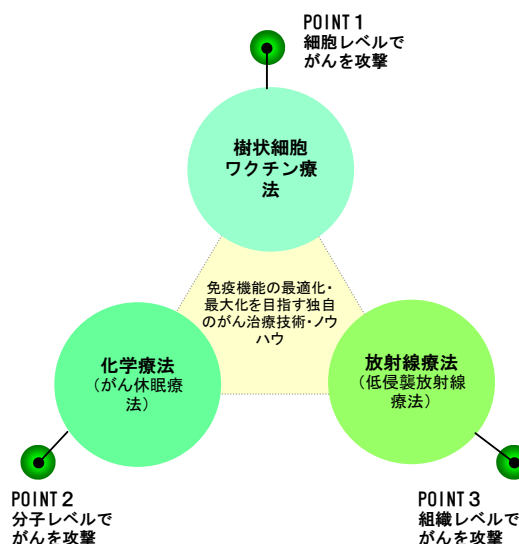 POINT１
細胞レベルで
がんを攻撃
樹状細胞
ワクチン療
法
免疫機能の最適化・
最大化を目指す独自
のがん治療技術・ノウ
ハウ
化学療法
（がん休眠療
法）
放射線療法
（低侵襲放射線
療法）
POINT２
分子レベルで
がんを攻撃
POINT３
組織レベルで
がんを攻撃